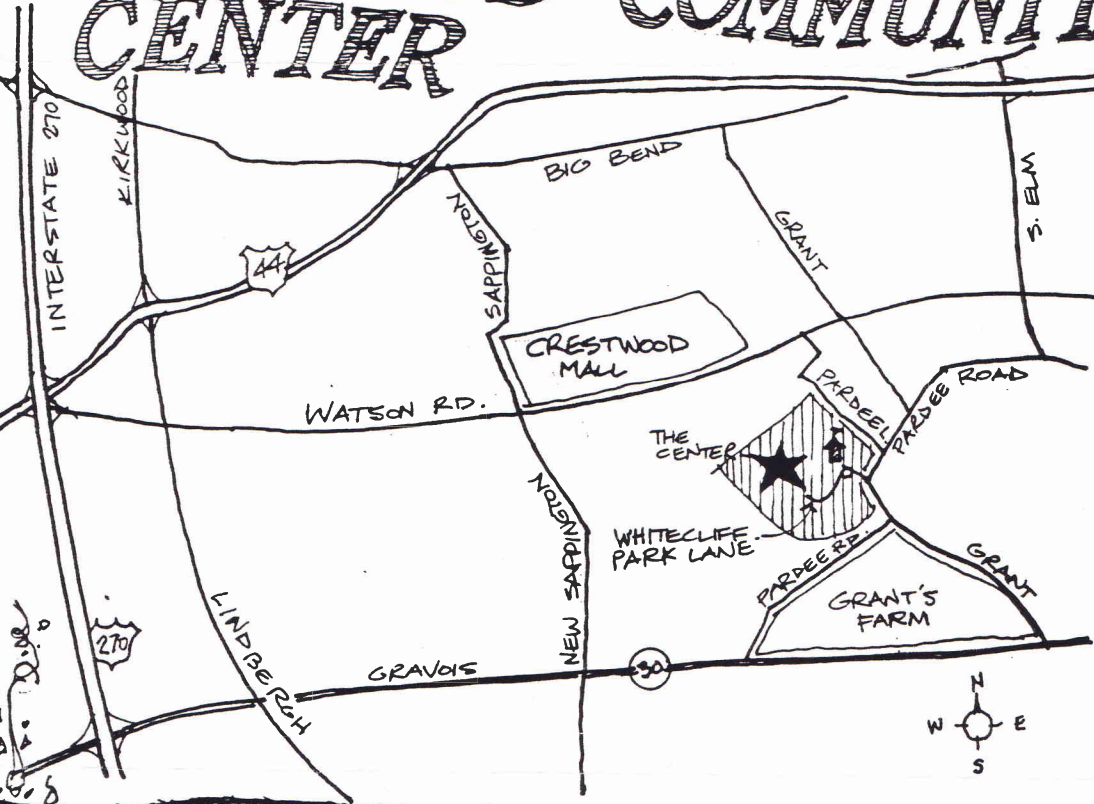 CENTER
COMMUNIT
INTERSTATE 270
KIRKWOOD
BIG BEND
SAPPINGTON
GRANT
S. ELM
44
CRESTWOOD
MALL
WATSON RD.
PARDEE L.
PARDEE ROAD
THE
CENTER
NEW SAPPINGTON
WHITECLIFF
PARK LANE
PARDEE RD.
GRANT
GRANT'S
FARM
LINDBERGH
270
GRAVOIS
30
N
W E
S